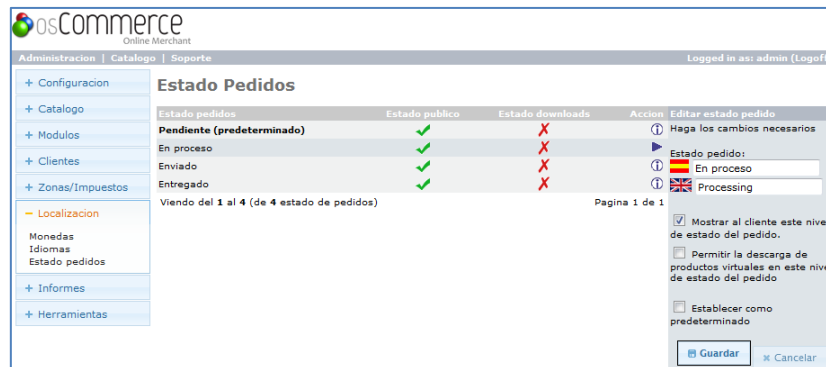 osCommerce
Online Merchant
Administracion | Catalogo | Soporte
Logged in as: admin (Logoff
+ Configuracion
+ Catalogo
+ Modulos
+ Clientes
+ Zonas/Impuestos
− Localizacion
Monedas
Idiomas
Estado pedidos
+ Informes
+ Herramientas
Estado Pedidos
Estado pedidos Estado publico Estado downloads Accion
Pendiente (predeterminado)
En proceso
Enviado
Entregado
Viendo del 1 al 4 (de 4 estado de pedidos) Pagina 1 de 1
Editar estado pedido
Haga los cambios necesarios
Estado pedido:
En proceso
Processing
Mostrar al cliente este nive
de estado del pedido.
Permitir la descarga de
productos virtuales en este nive
de estado del pedido
Establecer como
predeterminado
Guardar
Cancelar